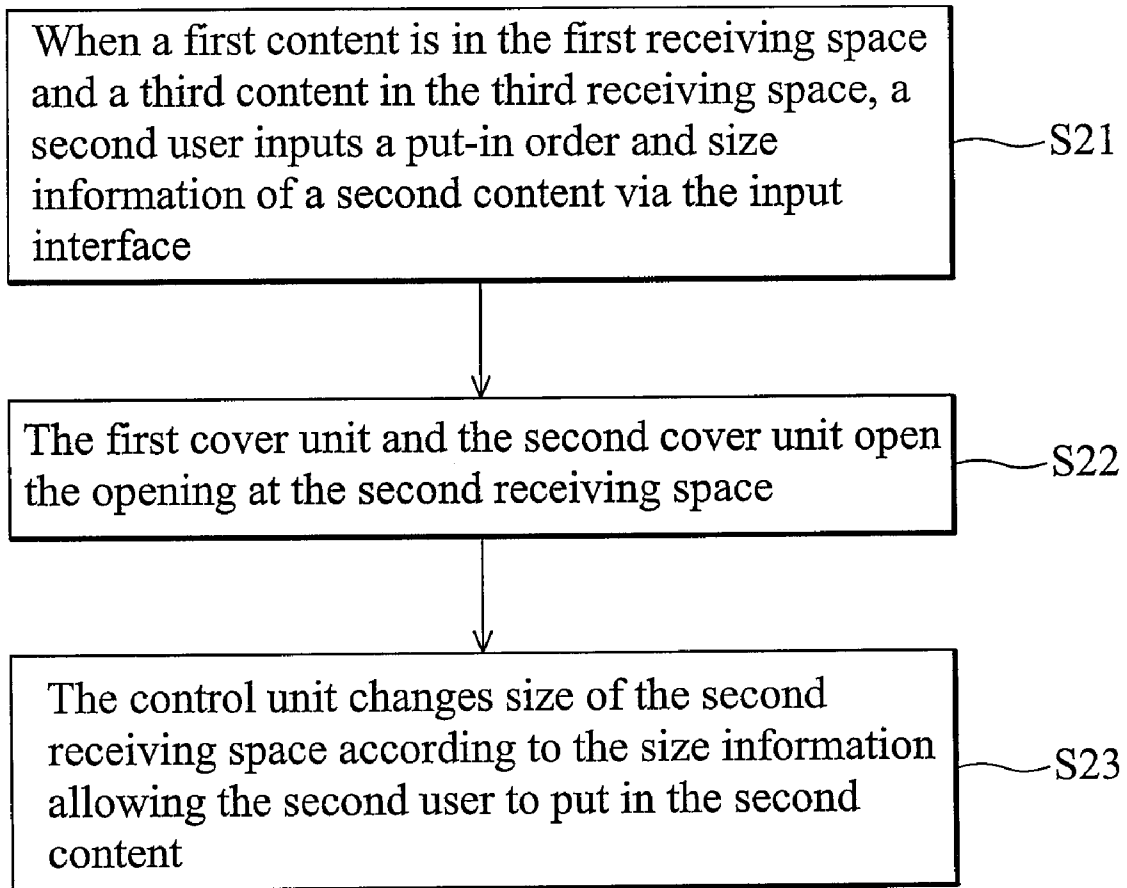 When a first content is in the first receiving space
and a third content in the third receiving space, a
second user inputs a put-in order and size
information of a second content via the input
interface
S21
The first cover unit and the second cover unit open
the opening at the second receiving space
S22
The control unit changes size of the second
receiving space according to the size information
allowing the second user to put in the second
content
S23